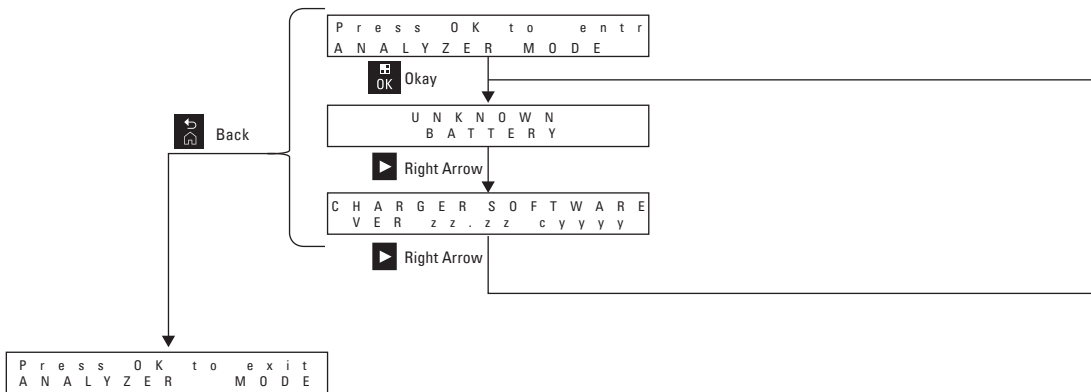 Press OK to entr
ANALYZER MODE
OK Okay
UNKNOWN
BATTERY
Back
Right Arrow
CHARGER SOFTWARE
VER zz.zz cyyyy
Right Arrow
Press OK to exit
ANALYZER MODE